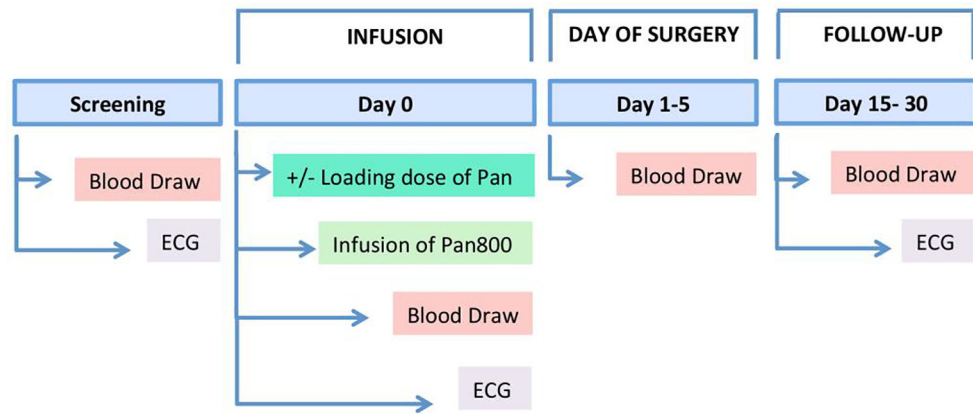 INFUSION
DAY OF SURGERY
FOLLOW-UP
Screening
Day 0
Day 1-5
Day 15- 30
Blood Draw
ECG
+/- Loading dose of Pan
Infusion of Pan800
Blood Draw
ECG
Blood Draw
Blood Draw
ECG